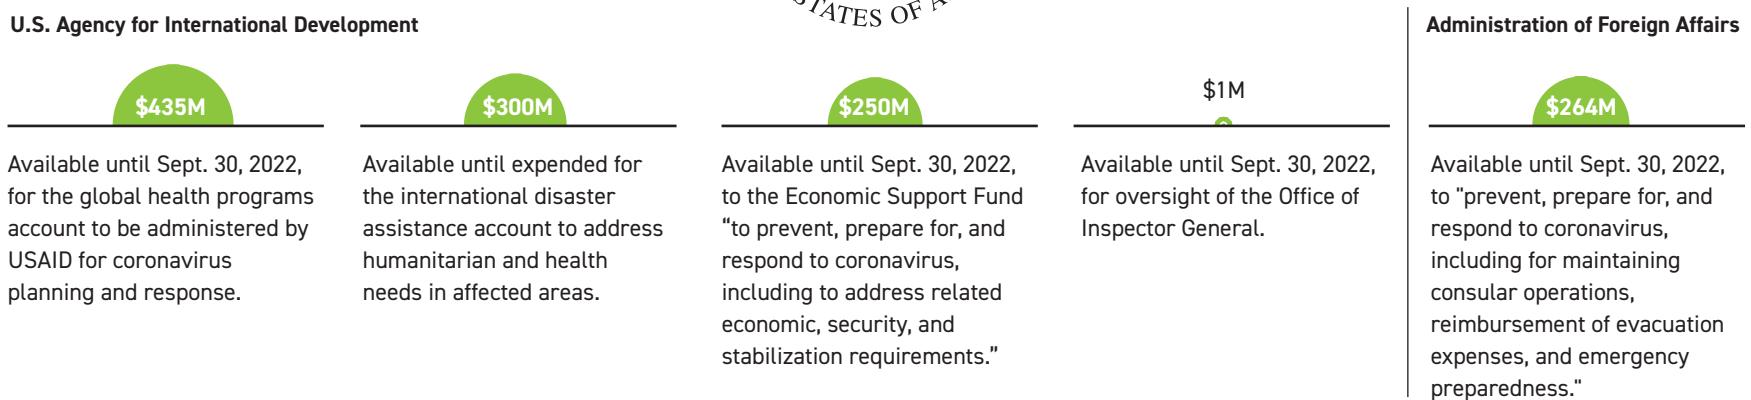 STATES OF A
U.S. Agency for International Development
$435M
Available until Sept. 30, 2022,
for the global health programs
account to be administered by
USAID for coronavirus
planning and response.
$300M
Available until expended for
the international disaster
assistance account to address
humanitarian and health
needs in affected areas.
$250M
Available until Sept. 30, 2022,
to the Economic Support Fund
“to prevent, prepare for, and
respond to coronavirus,
including to address related
economic, security, and
stabilization requirements.”
$1M
Available until Sept. 30, 2022,
for oversight of the Office of
Inspector General.
Administration of Foreign Affairs
$264M
Available until Sept. 30, 2022,
to "prevent, prepare for, and
respond to coronavirus,
including for maintaining
consular operations,
reimbursement of evacuation
expenses, and emergency
preparedness."